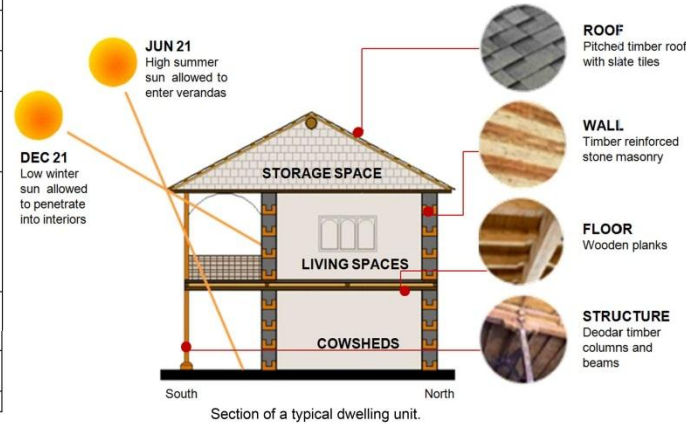 JUN 21
High summer
sun allowed to
enter verandas
DEC 21
Low winter
sun allowed
to penetrate
into interiors
STORAGE SPACE
LIVING SPACES
COWSHEDS
South
North
ROOF
Pitched timber roof
with slate tiles
WALL
Timber reinforced
stone masonry
FLOOR
Wooden planks
STRUCTURE
Deodar timber
columns and
beams
Section of a typical dwelling unit.